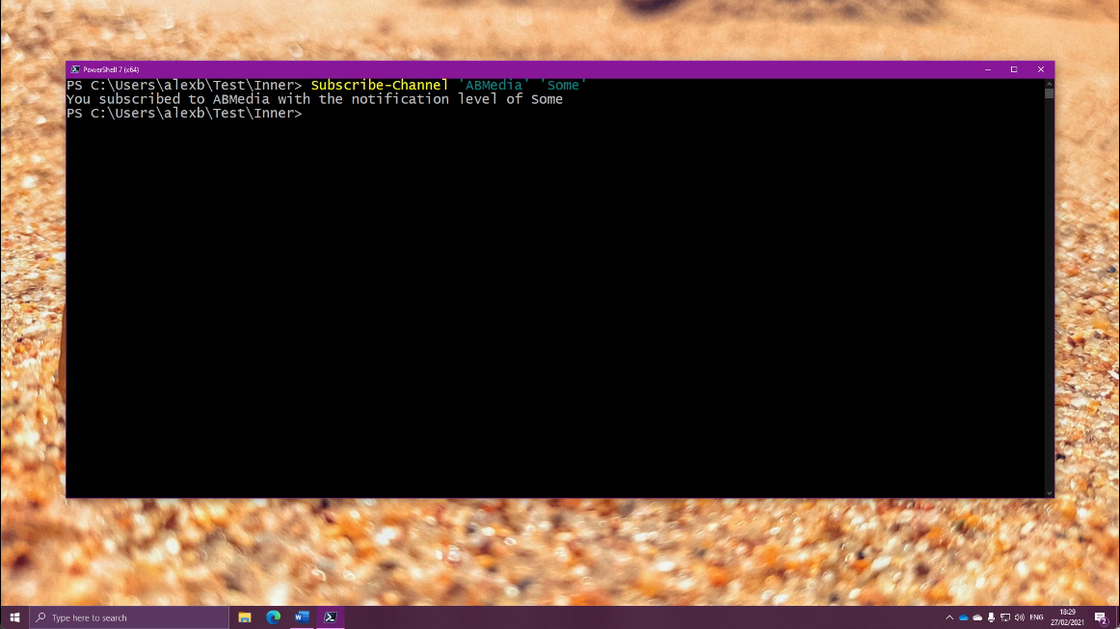 PowerShell 7 (x64)
PS C:\Users\alexb\Test\Inner> Subscribe-Channel 'ABMedia' 'Some'
You subscribed to ABMedia with the notification level of Some
PS C:\Users\alexb\Test\Inner>
Type here to search
ENG
18:29
27/02/2021
2